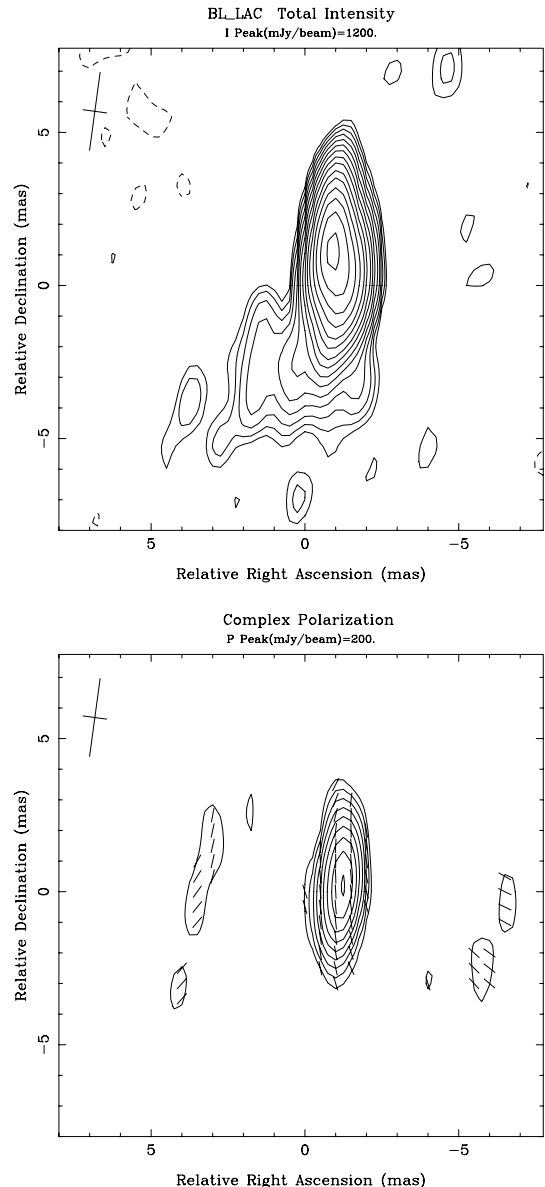 BL_LAC Total Intensity
I Peak(mJy/beam)=1200.
Relative Declination (mas)
5
0
−5
5
0
−5
Relative Right Ascension (mas)
Complex Polarization
P Peak(mJy/beam)=200.
Relative Declination (mas)
5
0
−5
5
0
−5
Relative Right Ascension (mas)